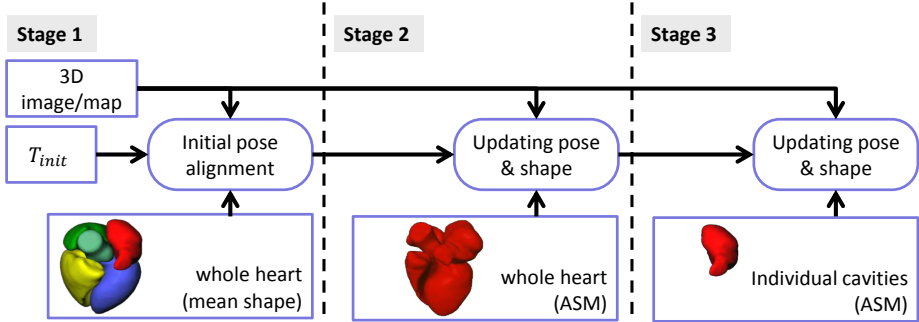 Stage 1
Stage 2
Stage 3
3D
image/map
T_init
Initial pose
alignment
Updating pose
& shape
Updating pose
& shape
whole heart
(mean shape)
whole heart
(ASM)
Individual cavities
(ASM)